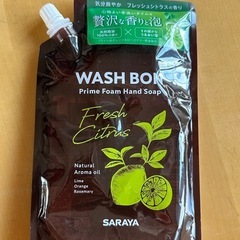 気分爽やか フレッシュシトラスの香り
贅沢な香りと泡
WASH BON
Prime Foam Hand Soap
Fresh
Citrus
Natural
Aroma oil
Lime
Orange
Rosemary
SARAYA